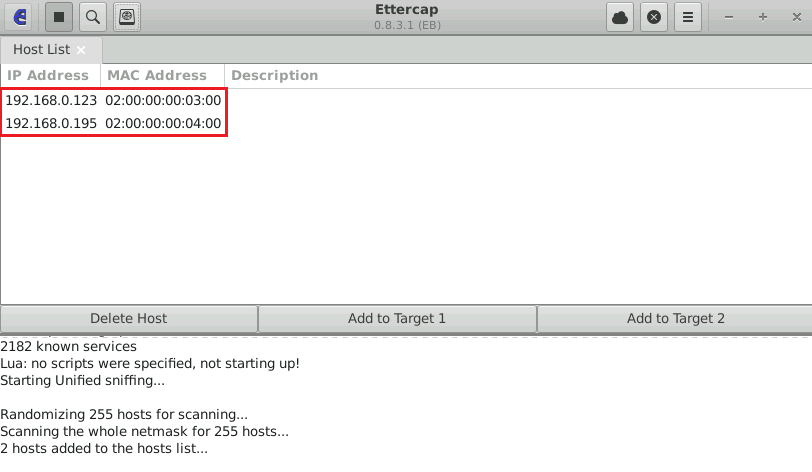 Ettercap
0.8.3.1 (EB)
Host List
IP Address MAC Address Description
192.168.0.123 02:00:00:00:03:00
192.168.0.195 02:00:00:00:04:00
Delete Host Add to Target 1 Add to Target 2
2182 known services
Lua: no scripts were specified, not starting up!
Starting Unified sniffing...
Randomizing 255 hosts for scanning...
Scanning the whole netmask for 255 hosts...
2 hosts added to the hosts list...